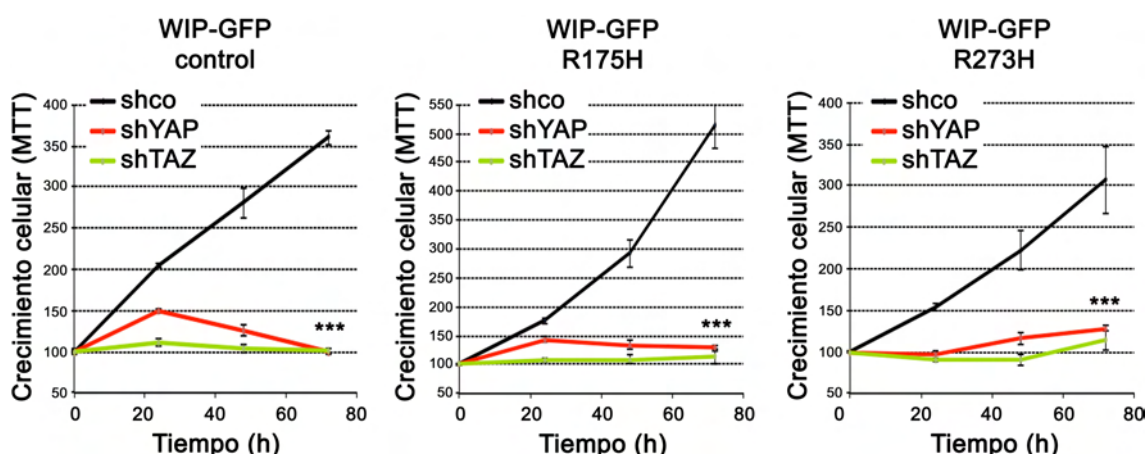 WIP-GFP
control
Crecimiento celular (MTT)
400
350
300
250
200
150
100
50
shco
shYAP
shTAZ
***
0 20 40 60 80
Tiempo (h)
WIP-GFP
R175H
Crecimiento celular (MTT)
550
500
450
400
350
300
250
200
150
100
50
shco
shYAP
shTAZ
***
0 20 40 60 80
Tiempo (h)
WIP-GFP
R273H
Crecimiento celular (MTT)
400
350
300
250
200
150
100
50
shco
shYAP
shTAZ
***
0 20 40 60 80
Tiempo (h)